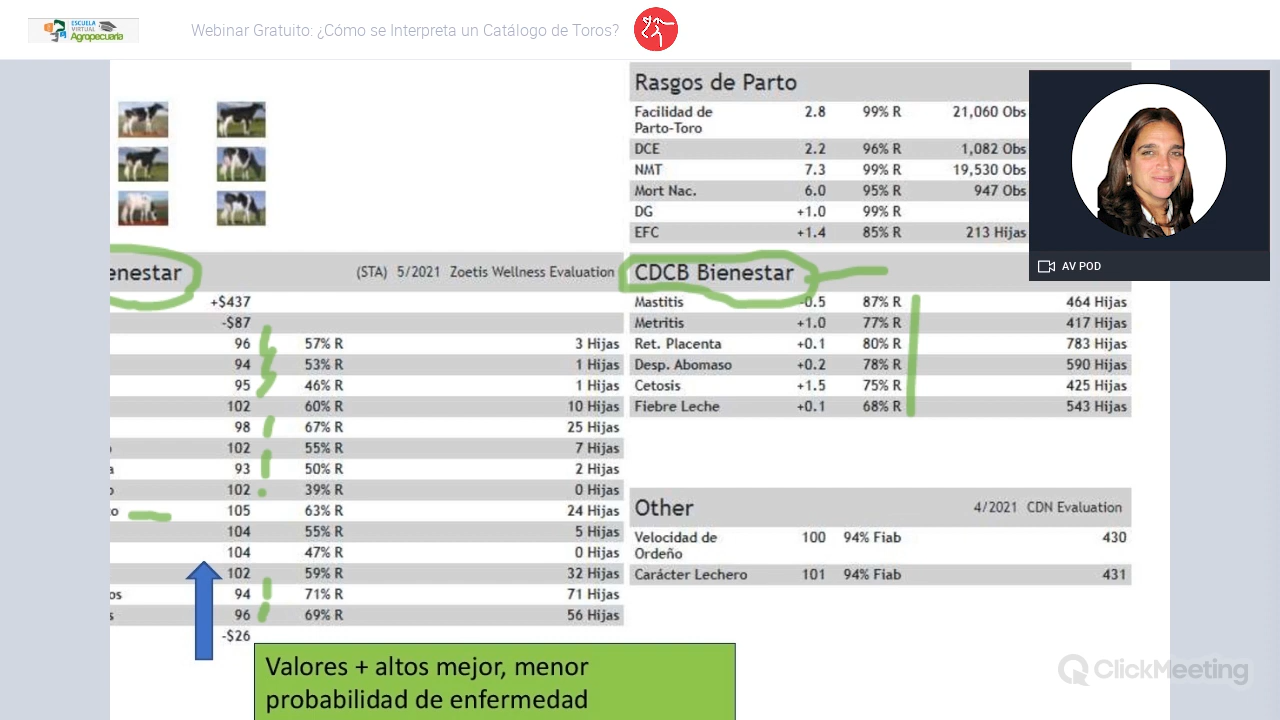 ESCUELA
VIRTUAL
Agropecuaria
Webinar Gratuito: ¿Cómo se Interpreta un Catálogo de Toros?
Rasgos de Parto
Facilidad de Parto-Toro 2.8 99% R 21,060 Obs
DCE 2.2 96% R 1,082 Obs
NMT 7.3 99% R 19,530 Obs
Mort Nac. 6.0 95% R 947 Obs
DG +1.0 99% R
EFC +1.4 85% R 213 Hijas
AV POD
enestar (STA) 5/2021 Zoetis Wellness Evaluation
+$437
-$87
96 57% R 3 Hijas
94 53% R 1 Hijas
95 46% R 1 Hijas
102 60% R 10 Hijas
98 67% R 25 Hijas
102 55% R 7 Hijas
a 93 50% R 2 Hijas
o 102 39% R 0 Hijas
o 105 63% R 24 Hijas
104 55% R 5 Hijas
104 47% R 0 Hijas
102 59% R 32 Hijas
os 94 71% R 71 Hijas
s 96 69% R 56 Hijas
-$26
CDCB Bienestar
Mastitis -0.5 87% R 464 Hijas
Metritis +1.0 77% R 417 Hijas
Ret. Placenta +0.1 80% R 783 Hijas
Desp. Abomaso +0.2 78% R 590 Hijas
Cetosis +1.5 75% R 425 Hijas
Fiebre Leche +0.1 68% R 543 Hijas
Other 4/2021 CDN Evaluation
Velocidad de Ordeño 100 94% Fiab 430
Carácter Lechero 101 94% Fiab 431
Valores + altos mejor, menor
probabilidad de enfermedad
ClickMeeting